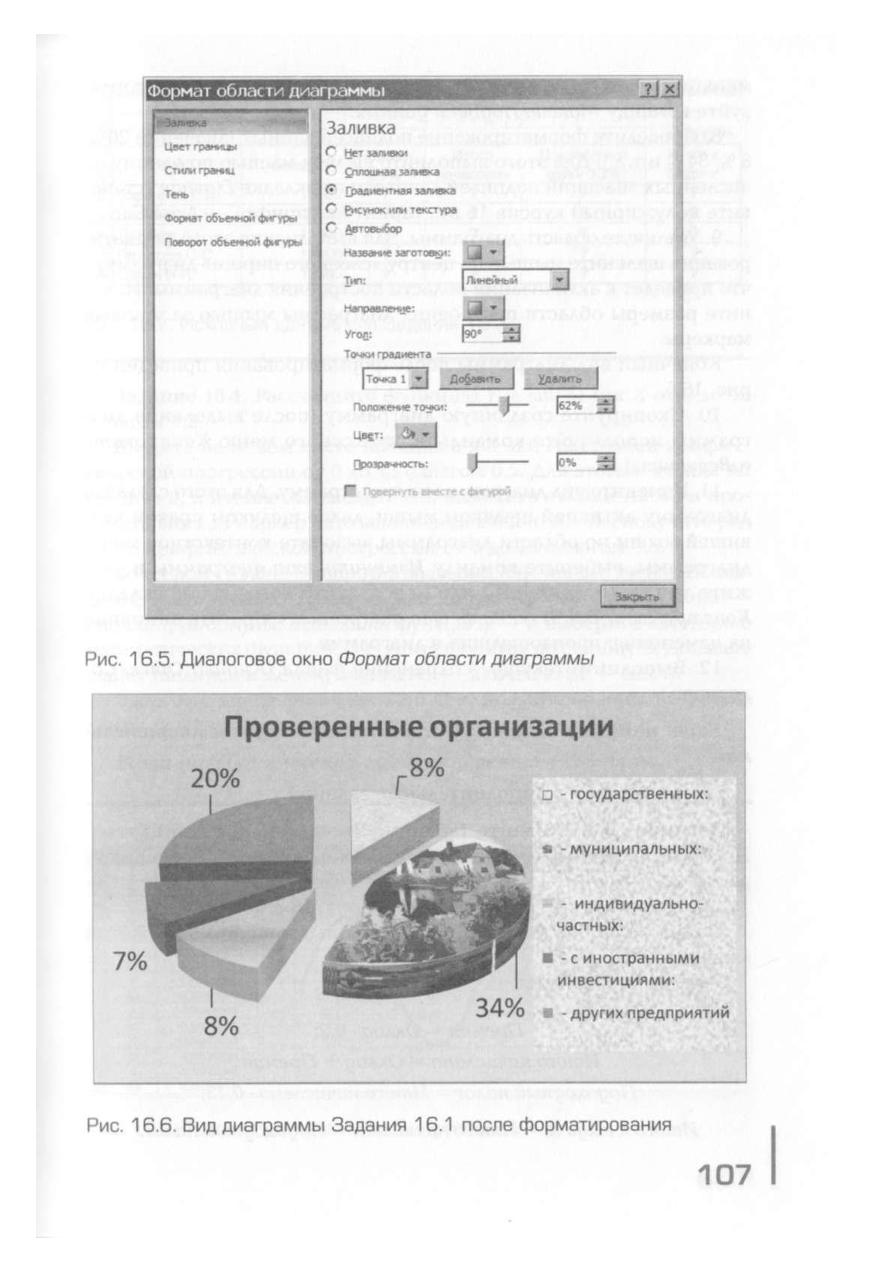 Формат области диаграммы
Заливка
Цвет границы
Стили границ
Тень
Формат объемной фигуры
Поворот объемной фигуры
Заливка
Нет заливки
Сплошная заливка
Градиентная заливка
Рисунок или текстура
Автовыбор
Название заготовки:
Тип: Линейный
Направление:
Угол: 90°
Точки градиента
Точка 1 Добавить Удалить
Положение точки: 62%
Цвет:
Прозрачность: 0%
Повернуть вместе с фигурой
Закрыть
Рис. 16.5. Диалоговое окно Формат области диаграммы
Проверенные организации
20%
8%
7%
8%
34%
- государственных:
- муниципальных:
- индивидуально-
частных:
- с иностранными
инвестициями:
- других предприятий
Рис. 16.6. Вид диаграммы Задания 16.1 после форматирования
107